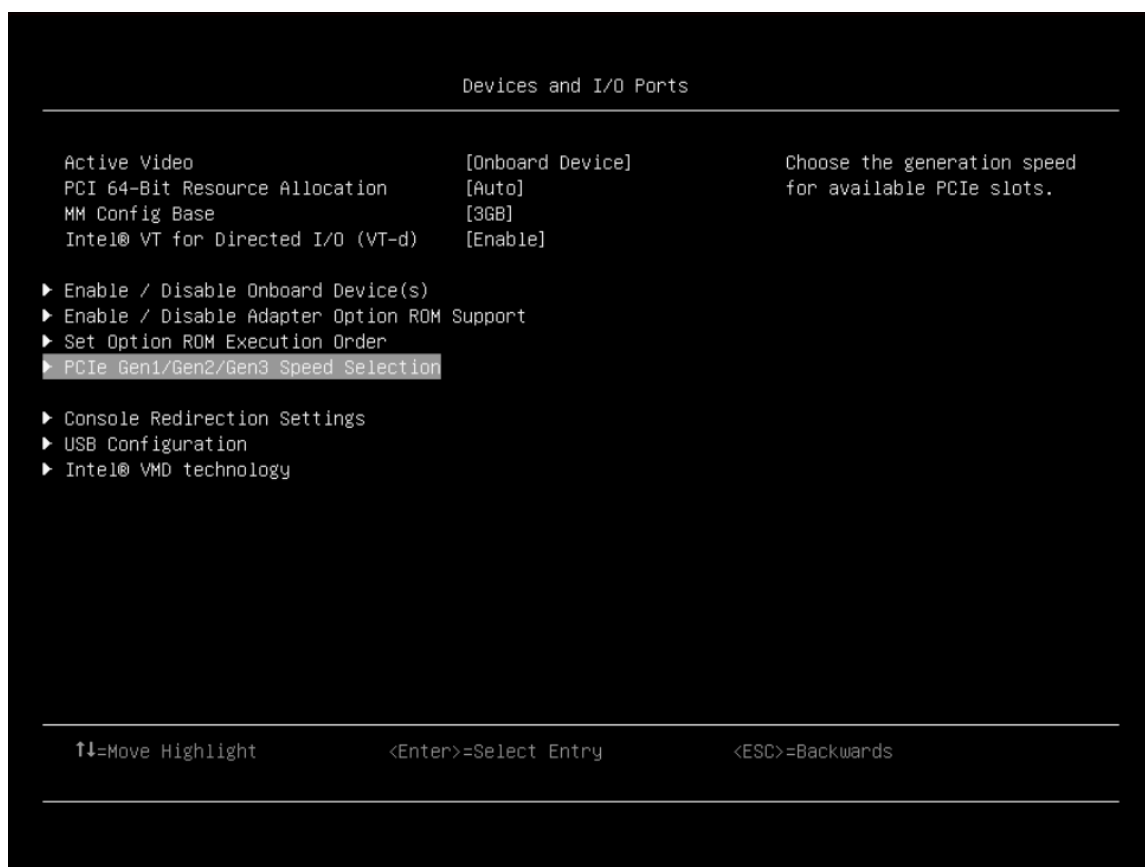 Devices and I/O Ports
Active Video [Onboard Device] Choose the generation speed
PCI 64-Bit Resource Allocation [Auto] for available PCIe slots.
MM Config Base [3GB]
Intel® VT for Directed I/O (VT-d) [Enable]
▶ Enable / Disable Onboard Device(s)
▶ Enable / Disable Adapter Option ROM Support
▶ Set Option ROM Execution Order
▶ PCIe Gen1/Gen2/Gen3 Speed Selection
▶ Console Redirection Settings
▶ USB Configuration
▶ Intel® VMD technology
↑↓=Move Highlight <Enter>=Select Entry <ESC>=Backwards